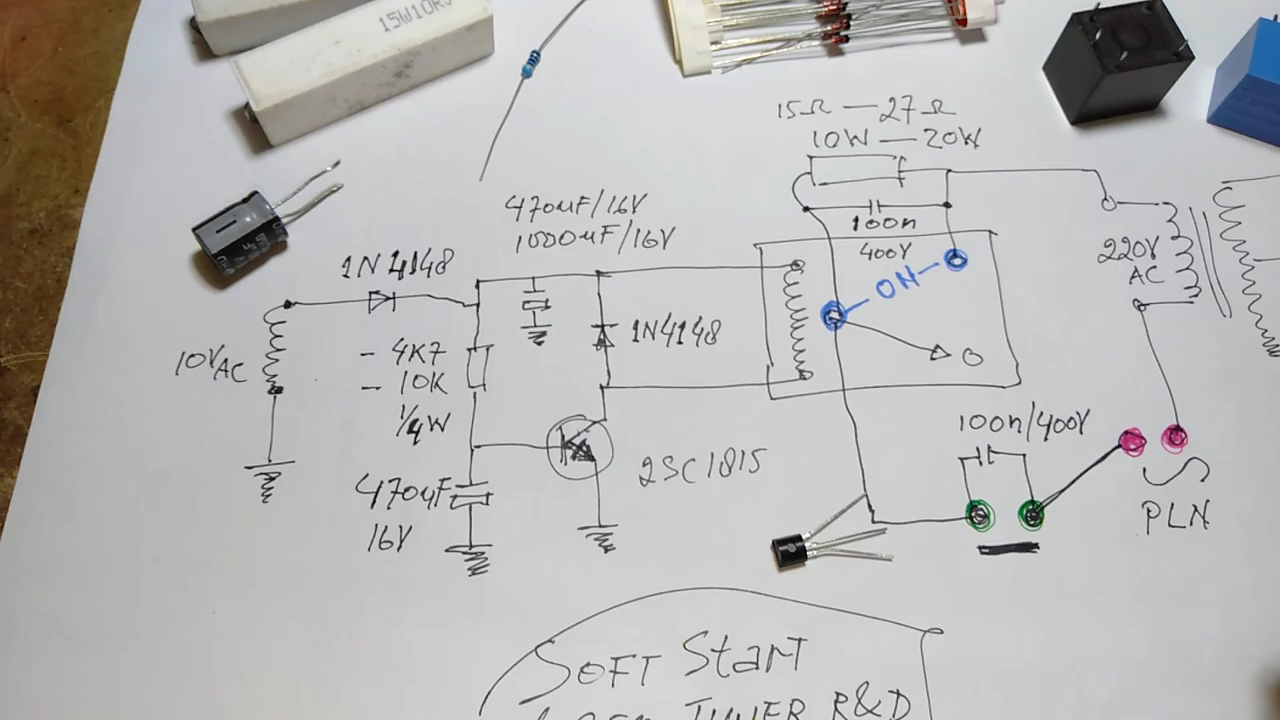 15W10RJ
15Ω — 27Ω
10W — 20W
100n
400V
470uF/16V
1000uF/16V
1N4148
10VAC
- 4K7
- 10K
1/4W
470uF
16V
1N4148
2SC1815
ON
220V
AC
100n/400V
PLN
SOFT Start
TUNER R&D